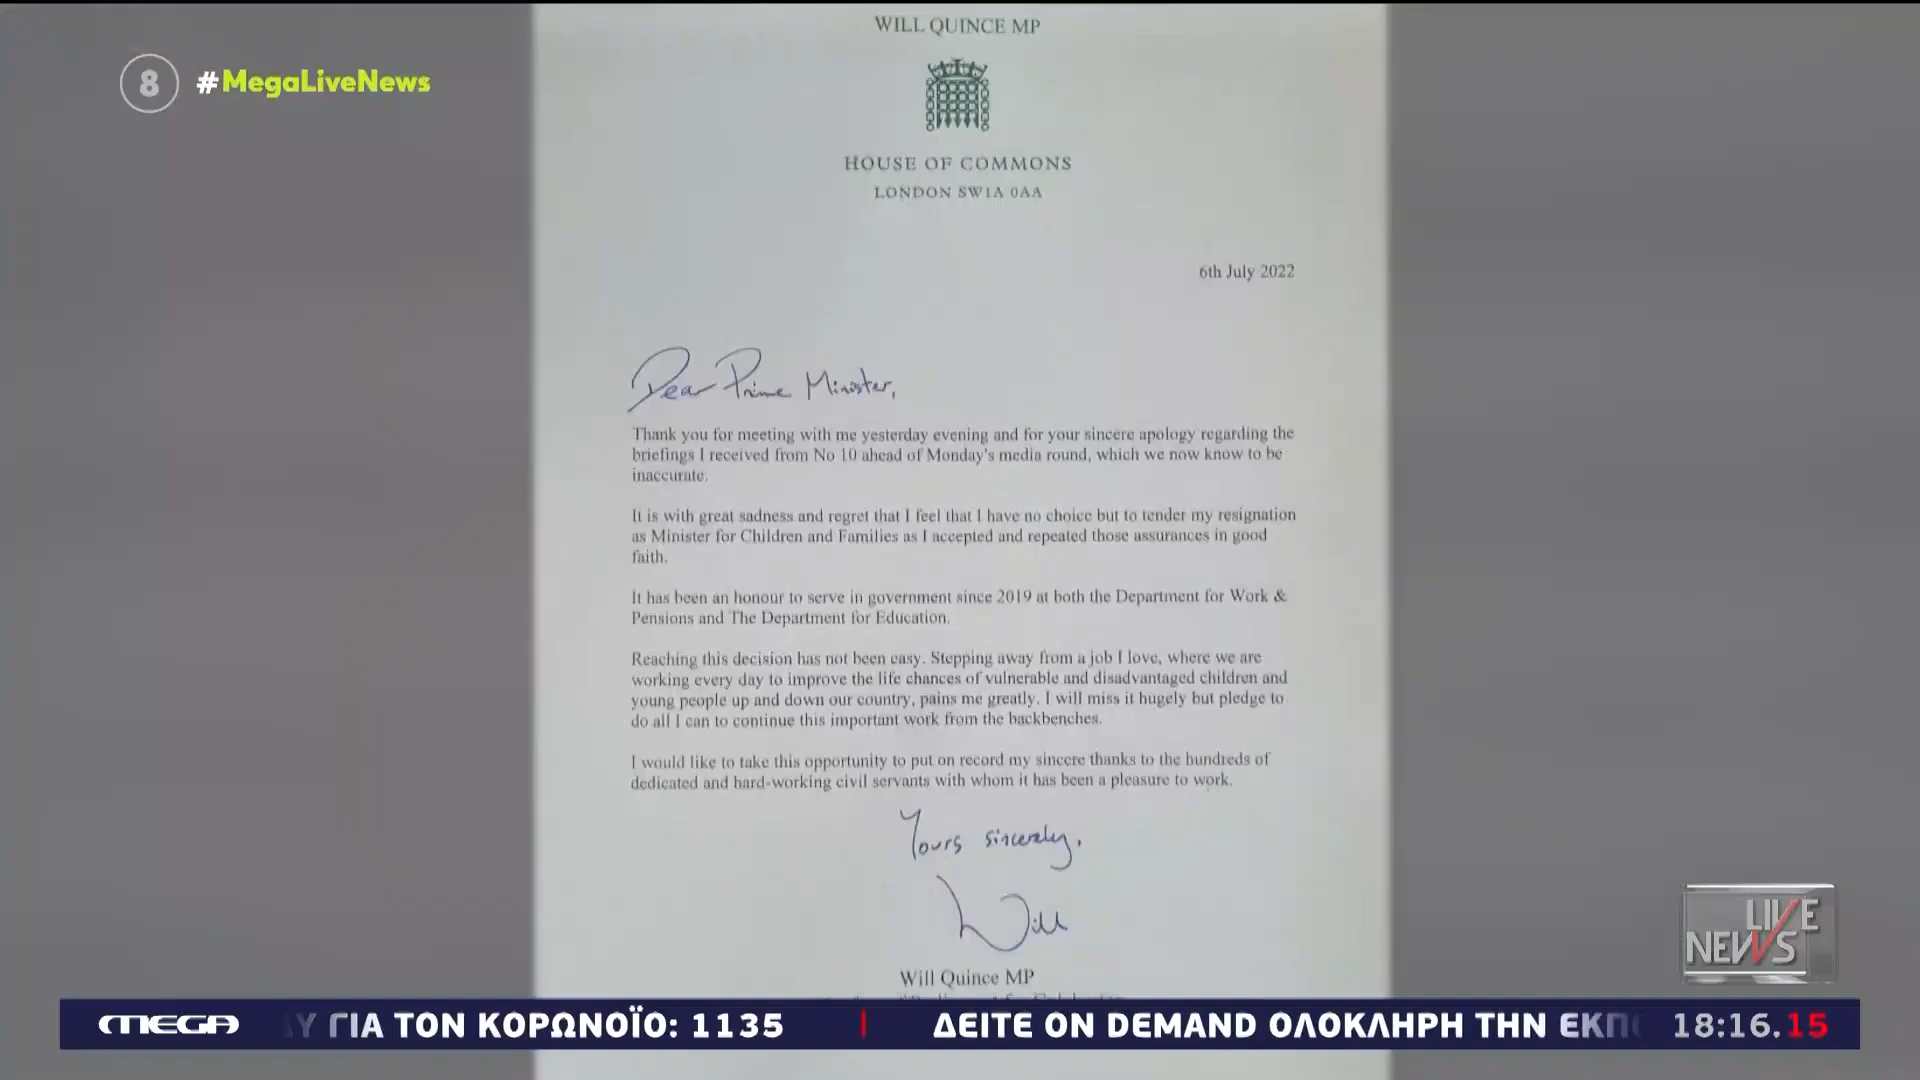 WILL QUINCE MP
8 #MegaLiveNews
HOUSE OF COMMONS
LONDON SW1A 0AA
6th July 2022
Dear Prime Minister,
Thank you for meeting with me yesterday evening and for your sincere apology regarding the
briefings I received from No 10 ahead of Monday's media round, which we now know to be
inaccurate.
It is with great sadness and regret that I feel that I have no choice but to tender my resignation
as Minister for Children and Families as I accepted and repeated those assurances in good
faith.
It has been an honour to serve in government since 2019 at both the Department for Work &
Pensions and The Department for Education.
Reaching this decision has not been easy. Stepping away from a job I love, where we are
working every day to improve the life chances of vulnerable and disadvantaged children and
young people up and down our country, pains me greatly. I will miss it hugely but pledge to
do all I can to continue this important work from the backbenches.
I would like to take this opportunity to put on record my sincere thanks to the hundreds of
dedicated and hard-working civil servants with whom it has been a pleasure to work.
Yours sincerely,
Will
Will Quince MP
LIVE
NEWS
MEGA ΓΙΑ ΤΟΝ ΚΟΡΩΝΟΪΟ: 1135 | ΔΕΙΤΕ ON DEMAND ΟΛΟΚΛΗΡΗ ΤΗΝ 18:16.15